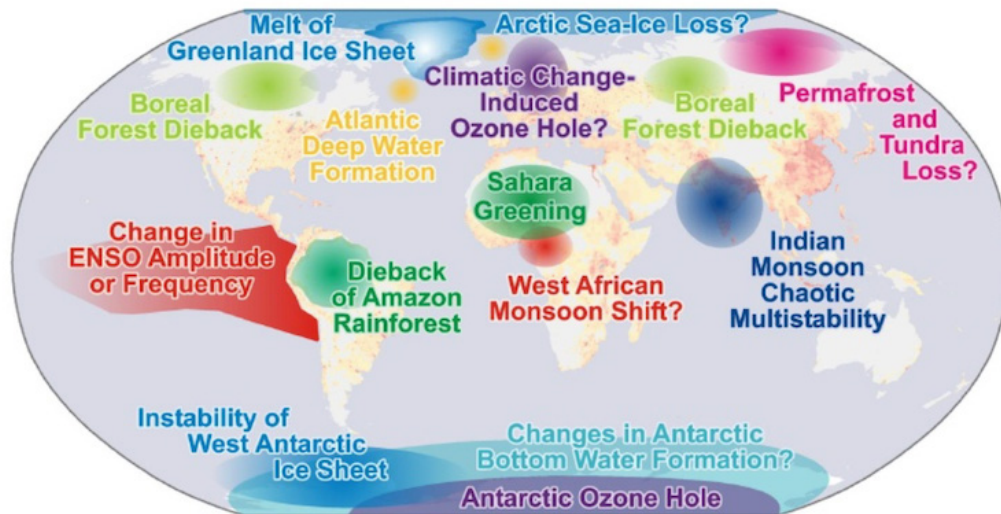 Melt of
Greenland Ice Sheet
Arctic Sea-Ice Loss?
Climatic Change-
Induced
Ozone Hole?
Boreal
Forest Dieback
Atlantic
Deep Water
Formation
Boreal
Forest Dieback
Permafrost
and
Tundra
Loss?
Sahara
Greening
Change in
ENSO Amplitude
or Frequency
Dieback
of Amazon
Rainforest
West African
Monsoon Shift?
Indian
Monsoon
Chaotic
Multistability
Instability of
West Antarctic
Ice Sheet
Changes in Antarctic
Bottom Water Formation?
Antarctic Ozone Hole